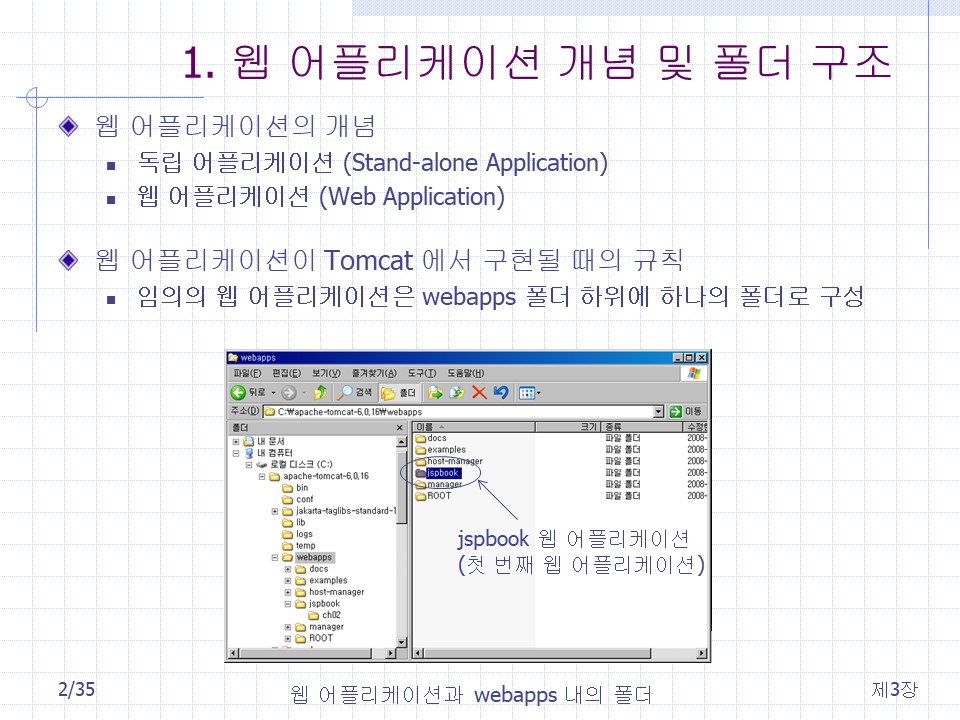 1. 웹 어플리케이션 개념 및 폴더 구조
웹 어플리케이션의 개념
독립 어플리케이션 (Stand-alone Application)
웹 어플리케이션 (Web Application)
웹 어플리케이션이 Tomcat 에서 구현될 때의 규칙
임의의 웹 어플리케이션은 webapps 폴더 하위에 하나의 폴더로 구성
webapps
파일(F) 편집(E) 보기(V) 즐겨찾기(A) 도구(T) 도움말(H)
뒤로 검색 폴더
주소(D) C:￦apache-tomcat-6.0.16￦webapps 이동
폴더
내 문서
내 컴퓨터
로컬 디스크 (C:)
apache-tomcat-6.0.16
bin
conf
jakarta-taglibs-standard-1
lib
logs
temp
webapps
docs
examples
host-manager
jspbook
ch02
manager
ROOT
이름 크기 종류 수정한
docs 파일 폴더 2008-
examples 파일 폴더 2008-
host-manager 파일 폴더 2008-
jspbook 파일 폴더 2008-
manager 파일 폴더 2008-
ROOT 파일 폴더 2008-
jspbook 웹 어플리케이션
(첫 번째 웹 어플리케이션)
2/35
웹 어플리케이션과 webapps 내의 폴더
제3장